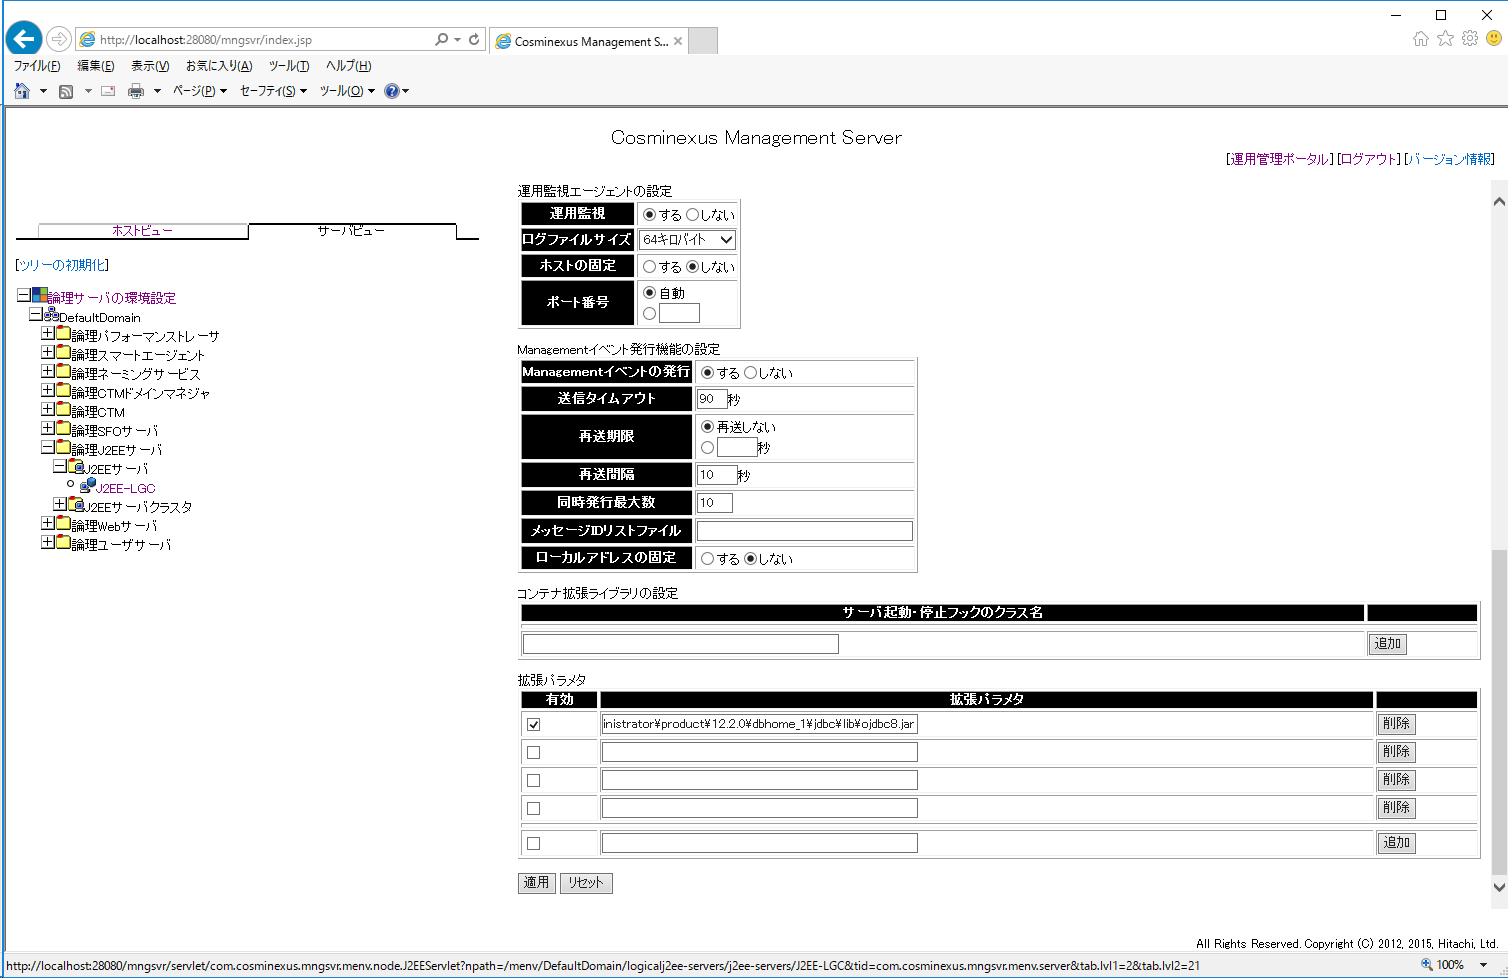 http://localhost:28080/mngsvr/index.jsp
Cosminexus Management S...
ファイル(F) 編集(E) 表示(V) お気に入り(A) ツール(T) ヘルプ(H)
ページ(P) セーフティ(S) ツール(O)
Cosminexus Management Server
[運用管理ポータル] [ログアウト] [バージョン情報]
ホストビュー サーバビュー
[ツリーの初期化]
論理サーバの環境設定
DefaultDomain
論理パフォーマンストレーサ
論理スマートエージェント
論理ネーミングサービス
論理CTMドメインマネジャ
論理CTM
論理SFOサーバ
論理J2EEサーバ
J2EEサーバ
J2EE-LGC
J2EEサーバクラスタ
論理Webサーバ
論理ユーザサーバ
運用監視エージェントの設定
運用監視 する しない
ログファイルサイズ 64キロバイト
ホストの固定 する しない
ポート番号 自動
Managementイベント発行機能の設定
Managementイベントの発行 する しない
送信タイムアウト 90 秒
再送期限 再送しない
秒
再送間隔 10 秒
同時発行最大数 10
メッセージIDリストファイル
ローカルアドレスの固定 する しない
コンテナ拡張ライブラリの設定
サーバ起動・停止フックのクラス名
追加
拡張パラメタ
有効 拡張パラメタ
inistrator¥product¥12.2.0¥dbhome_1¥jdbc¥lib¥ojdbc8.jar 削除
削除
削除
削除
追加
適用 リセット
All Rights Reserved. Copyright (C) 2012, 2015, Hitachi, Ltd.
http://localhost:28080/mngsvr/servlet/com.cosminexus.mngsvr.menv.node.J2EEServlet?npath=/menv/DefaultDomain/logicalj2ee-servers/j2ee-servers/J2EE-LGC&tid=com.cosminexus.mngsvr.menv.server&tab.lvl1=2&tab.lvl2=21
100%